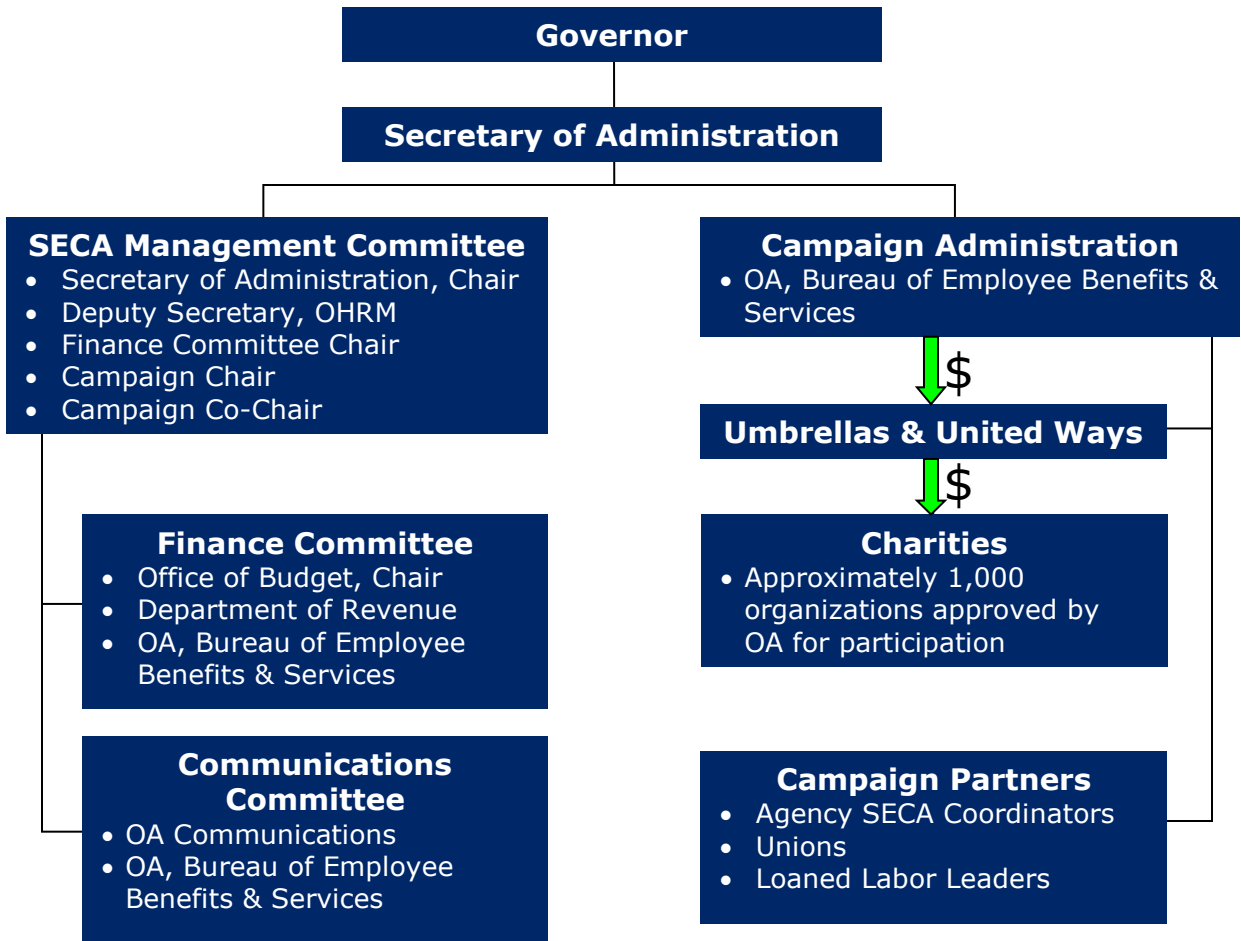 Governor
Secretary of Administration
SECA Management Committee
• Secretary of Administration, Chair
• Deputy Secretary, OHRM
• Finance Committee Chair
• Campaign Chair
• Campaign Co-Chair
Finance Committee
• Office of Budget, Chair
• Department of Revenue
• OA, Bureau of Employee
Benefits & Services
Communications
Committee
• OA Communications
• OA, Bureau of Employee
Benefits & Services
Campaign Administration
• OA, Bureau of Employee Benefits &
Services
$
Umbrellas & United Ways
$
Charities
• Approximately 1,000
organizations approved by
OA for participation
Campaign Partners
• Agency SECA Coordinators
• Unions
• Loaned Labor Leaders